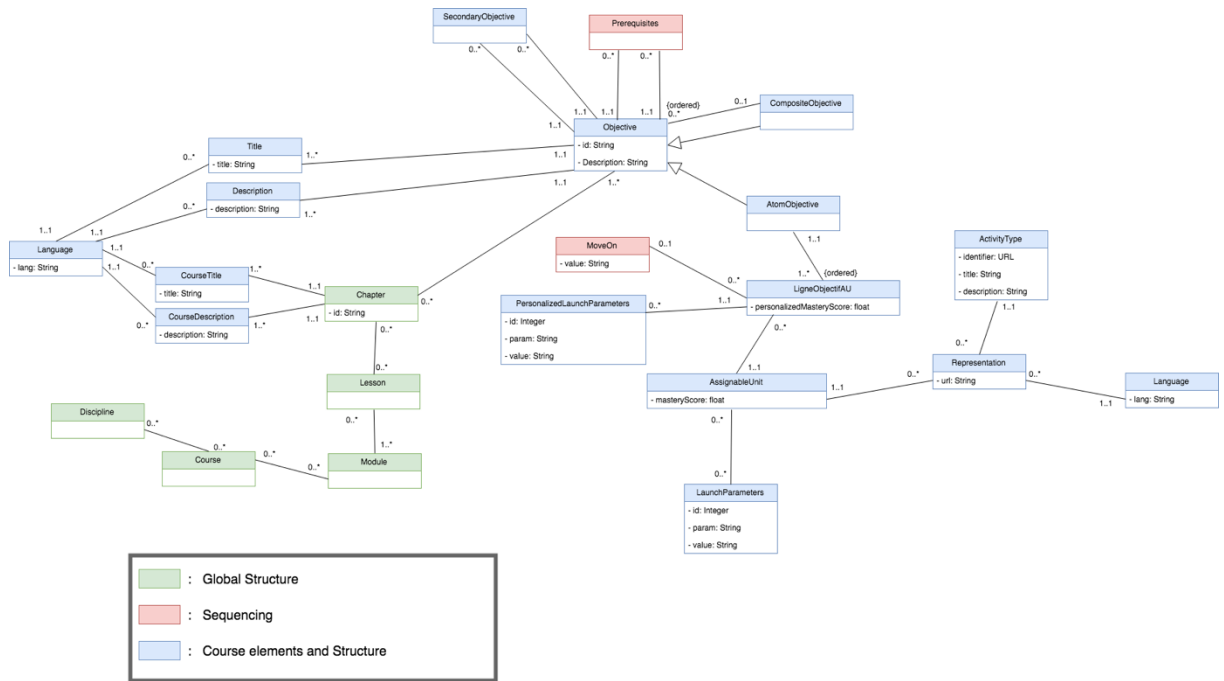 SecondaryObjective
Prerequisites
0..*
0..*
0..*
0..*
CompositeObjective
0..1
{ordered}
1..1
1..1
1..1
1..1
0..*
1..1
Objective
- id: String
- Description: String
Title
- title: String
0..*
1..*
1..1
Description
- description: String
0..*
1..*
1..1
1..*
AtomObjective
1..1
1..1
1..1
Language
- lang: String
1..1
1..1
MoveOn
- value: String
0..1
ActivityType
- identifier: URL
- title: String
- description: String
1..1
CourseTitle
- title: String
0..*
1..*
1..1
Chapter
- id: String
0..*
CourseDescription
- description: String
0..*
1..*
1..1
0..*
1..*
{ordered}
LigneObjectifAU
- personalizedMasteryScore: float
PersonalizedLaunchParameters
- id: Integer
- param: String
- value: String
0..*
1..1
0..*
0..*
0..*
Lesson
0..*
1..*
1..1
AssignableUnit
- masteryScore: float
1..1
0..*
0..*
Representation
- url: String
0..*
1..1
Language
- lang: String
Discipline
0..*
0..*
Course
0..*
0..*
Module
0..*
0..*
LaunchParameters
- id: Integer
- param: String
- value: String
: Global Structure
: Sequencing
: Course elements and Structure